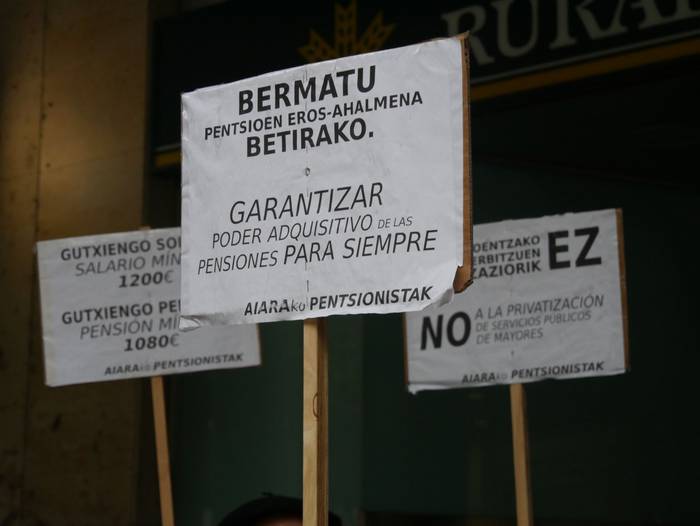 RURAL
BERMATU
PENTSIOEN EROS-AHALMENA
BETIRAKO.
GARANTIZAR
PODER ADQUISITIVO DE LAS
PENSIONES PARA SIEMPRE
AIARAko PENTSIONISTAK
GUTXIENGO
SALARIO
1200€
GUTXIENGO
PENSIÓN
1080€
AIARAko PENTSIONISTAK
EZ
NO
A LA PRIVATIZACIÓN
DE SERVICIOS PÚBLICOS
DE MAYORES
AIARAko PENTSIONISTAK